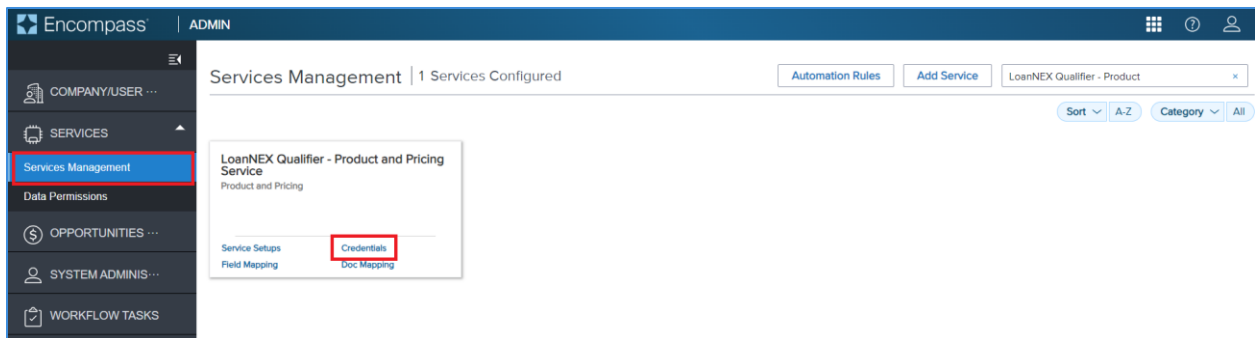 Encompass | ADMIN
Services Management | 1 Services Configured
Automation Rules
Add Service
LoanNEX Qualifier - Product ×
Sort A-Z
Category All
COMPANY/USER ···
SERVICES
Services Management
Data Permissions
OPPORTUNITIES ···
SYSTEM ADMINIS···
WORKFLOW TASKS
LoanNEX Qualifier - Product and Pricing
Service
Product and Pricing
Service Setups Credentials
Field Mapping Doc Mapping